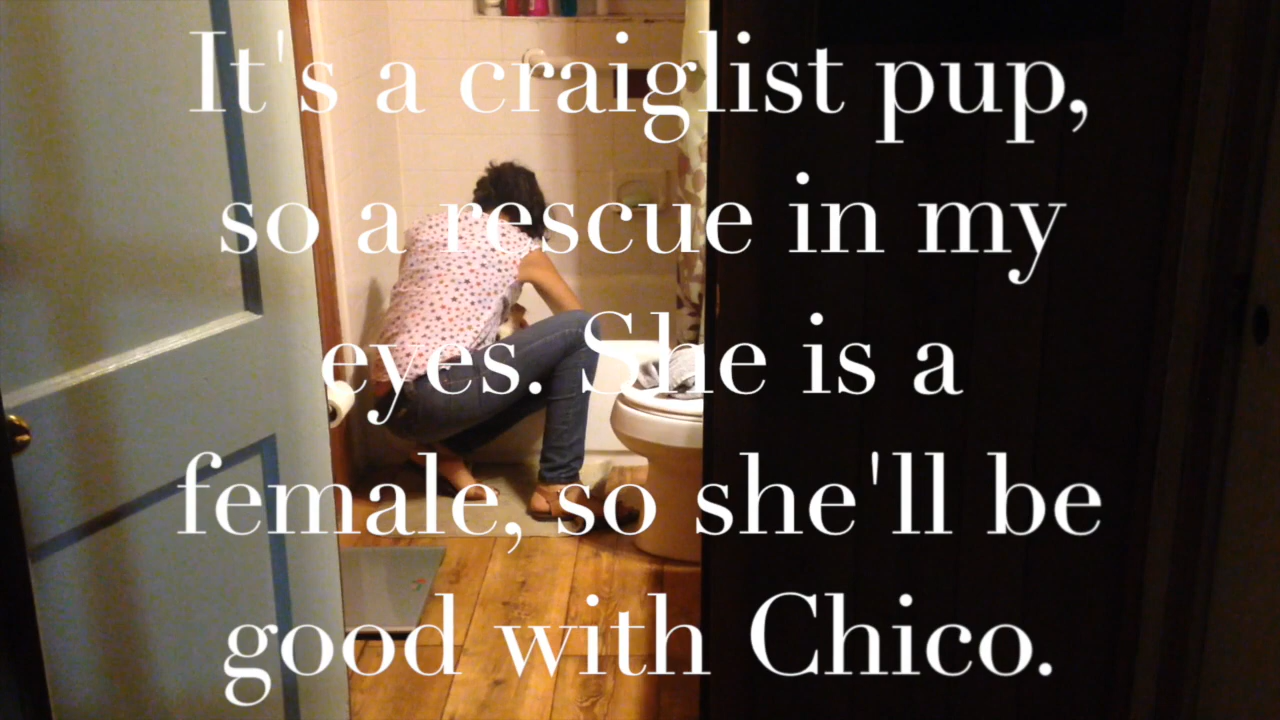 It's a craiglist pup,
so a rescue in my
eyes. She is a
female, so she'll be
good with Chico.